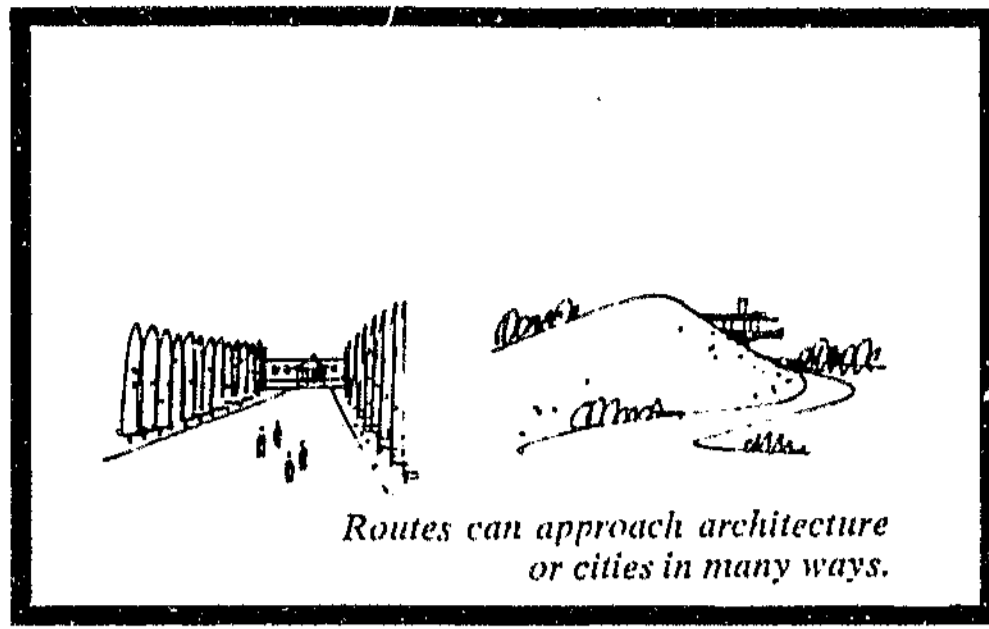 Routes can approach architecture
or cities in many ways.